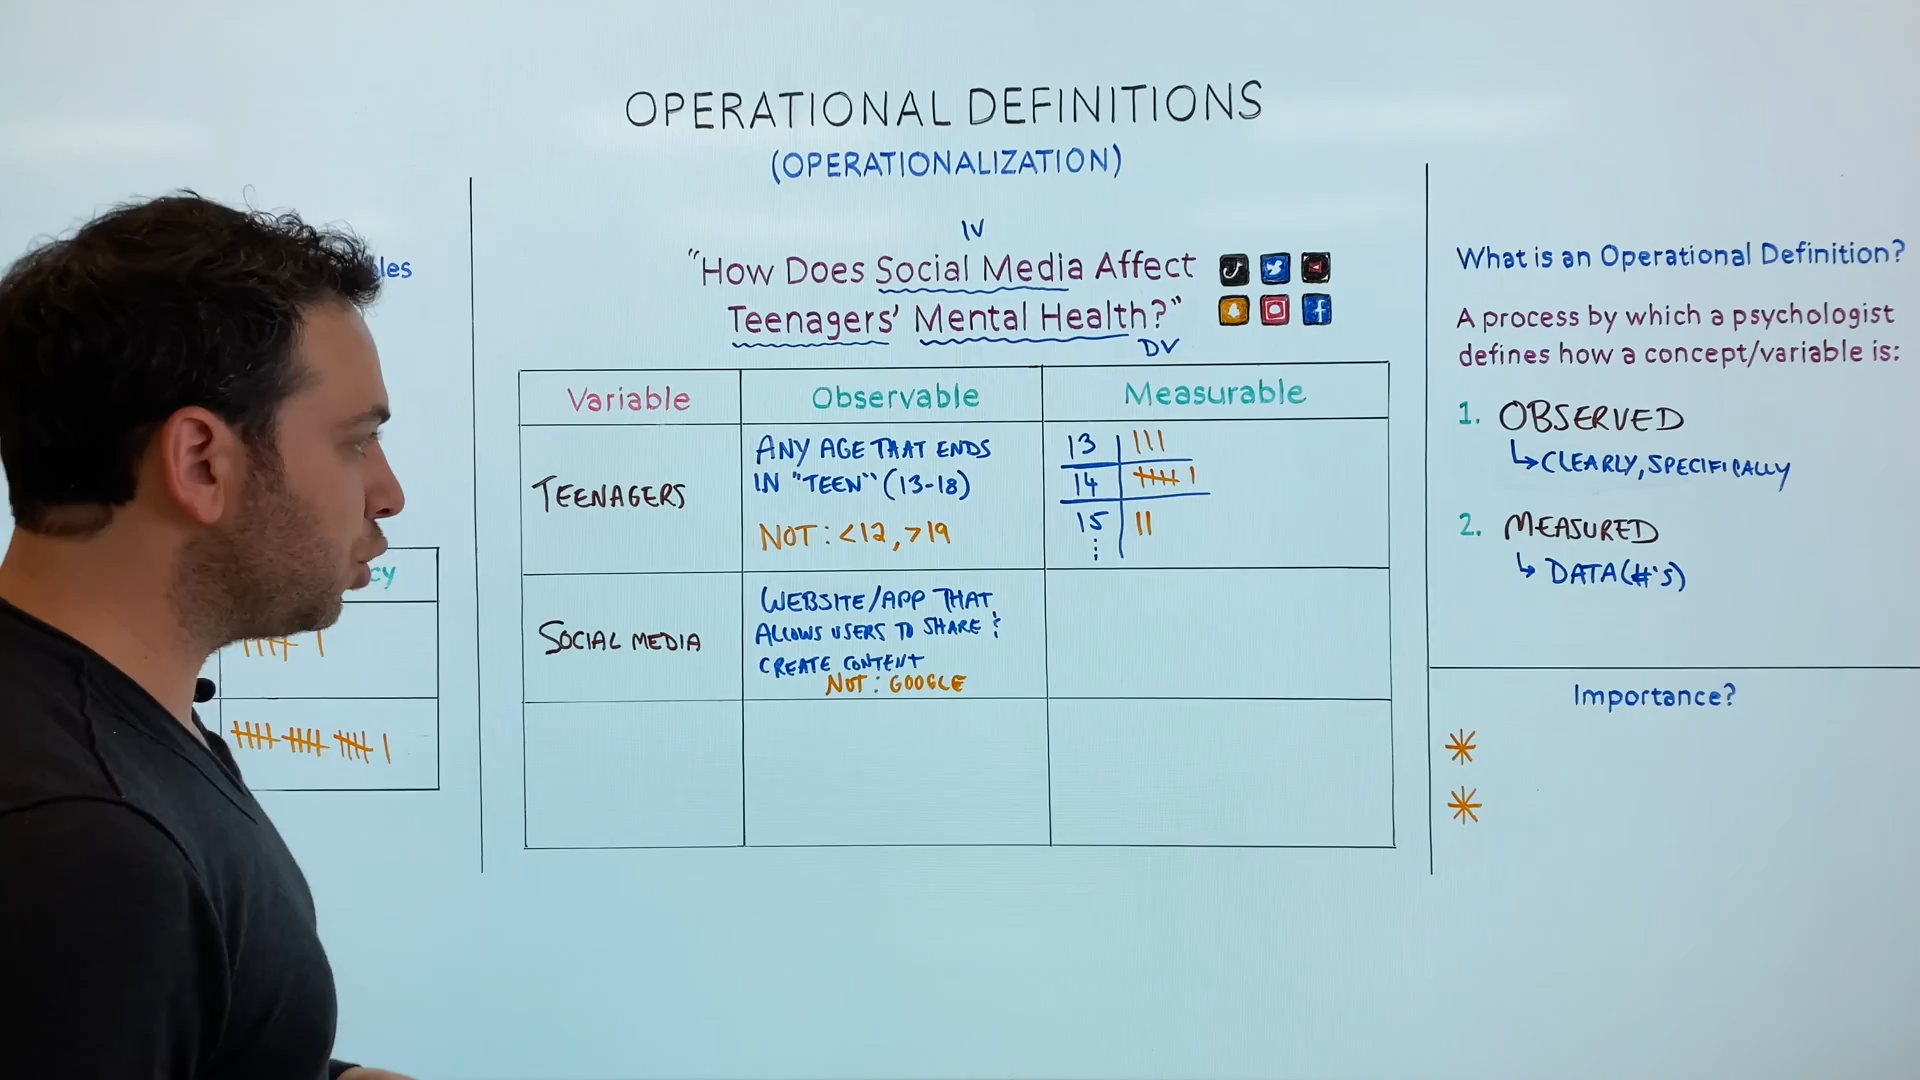 OPERATIONAL DEFINITIONS
(OPERATIONALIZATION)
IV
"How Does Social Media Affect
Teenagers' Mental Health?"
DV
Variable
Observable
Measurable
TEENAGERS
ANY AGE THAT ENDS
IN "TEEN" (13-18)
NOT: <12, >19
13
14
15
SOCIAL MEDIA
WEBSITE/APP THAT
ALLOWS USERS TO SHARE &
CREATE CONTENT
NOT: GOOGLE
What is an Operational Definition?
A process by which a psychologist
defines how a concept/variable is:
1. OBSERVED
↳CLEARLY, SPECIFICALLY
2. MEASURED
↳ DATA(#'S)
Importance?
les
cy